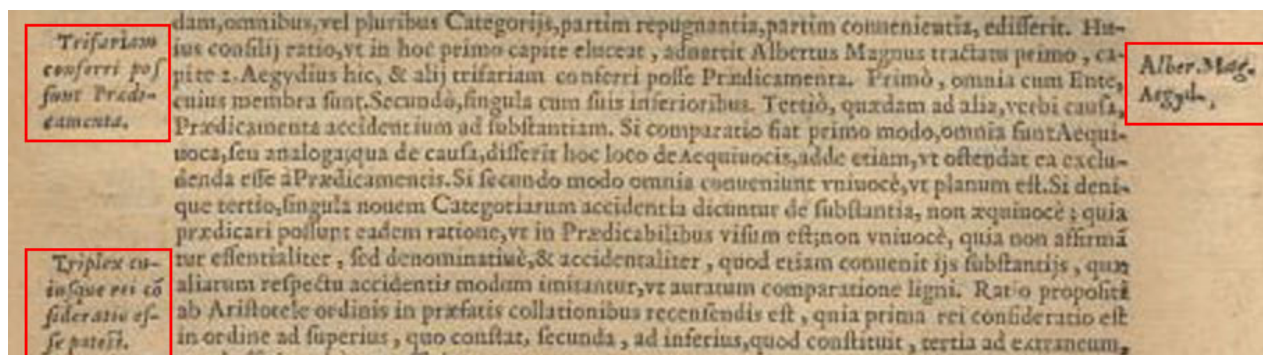 Trifariam
conferri pos
sunt Prædi-
camenta.
dam,omnibus,vel pluribus Categorijs,partim repugnantia,partim conuenientia, edisserit. Hu-
ius consilij ratio,vt in hoc primo capite eluceat , aduertit Albertus Magnus tractatu primo , ca-
pite 2.Aegydius hic, & alij trifariam conferri posse Prædicamenta. Primò , omnia cum Ente,
cuius membra sunt.Secundò,singula cum suis inferioribus. Tertiò, quædam ad alia,verbi causa,
Prædicamenta accidentium ad substantiam. Si comparatio fiat primo modo,omnia sunt Aequi-
uoca,seu analoga;qua de causa,disserit hoc loco de Aequiuocis,adde etiam,vt ostendat ea exclu-
denda esse à Prædicamentis.Si secundo modo omnia conueniunt vniuocè,vt planum est.Si deni-
que tertio,singula nouem Categoriarum accidentia dicuntur de substantia, non æquiuocè ; quia
prædicari possunt eadem ratione,vt in Prædicabilibus visum est;non vniuocè, quia non affirmã
tur essentialiter , sed denominatiuè,& accidentaliter , quod etiam conuenit ijs substantijs , quæ
aliarum respectu accidentis modum imitantur,vt auratum comparatione ligni. Ratio propositi
ab Aristotele ordinis in præfatis collationibus recensendis est , quia prima rei consideratio est
in ordine ad superius , quo constat, secunda , ad inferius,quod constituit , tertia ad extraneum,
Alber.Mag.
Aegyd.
Triplex cu-
iusque rei cõ
sideratio es-
se potest.